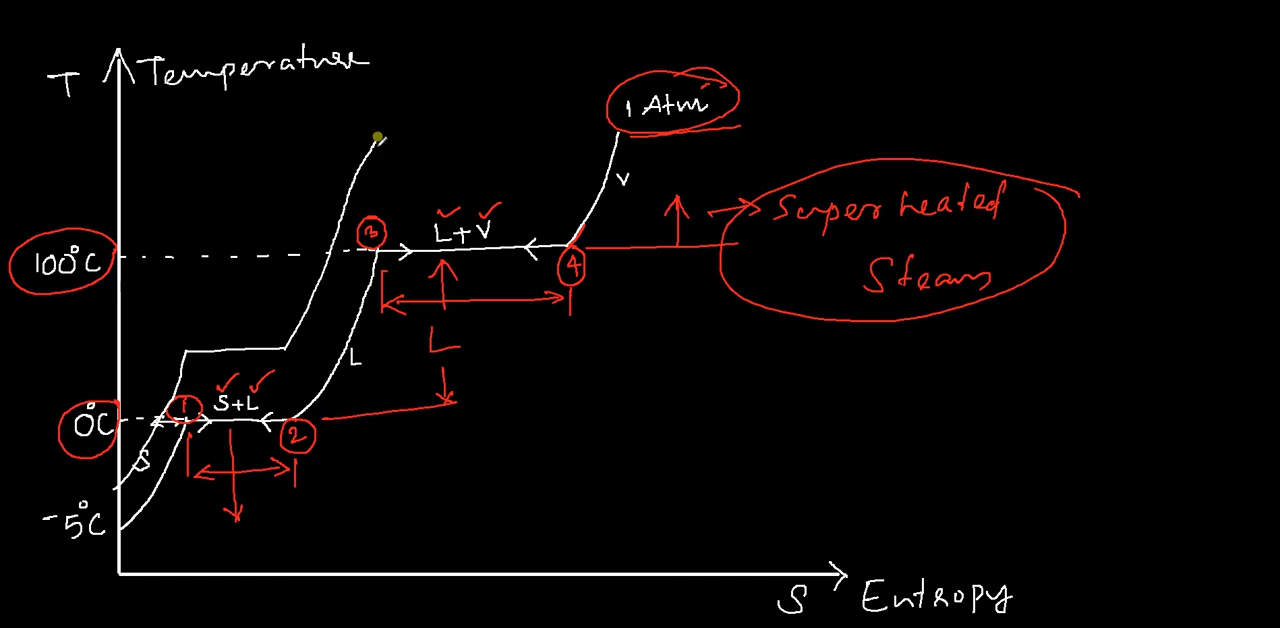 T Temperature
1 Atm
V
Super heated
Steam
3
L+V
100°C
4
L
L
1
S+L
0°C
2
S
-5°C
S Entropy